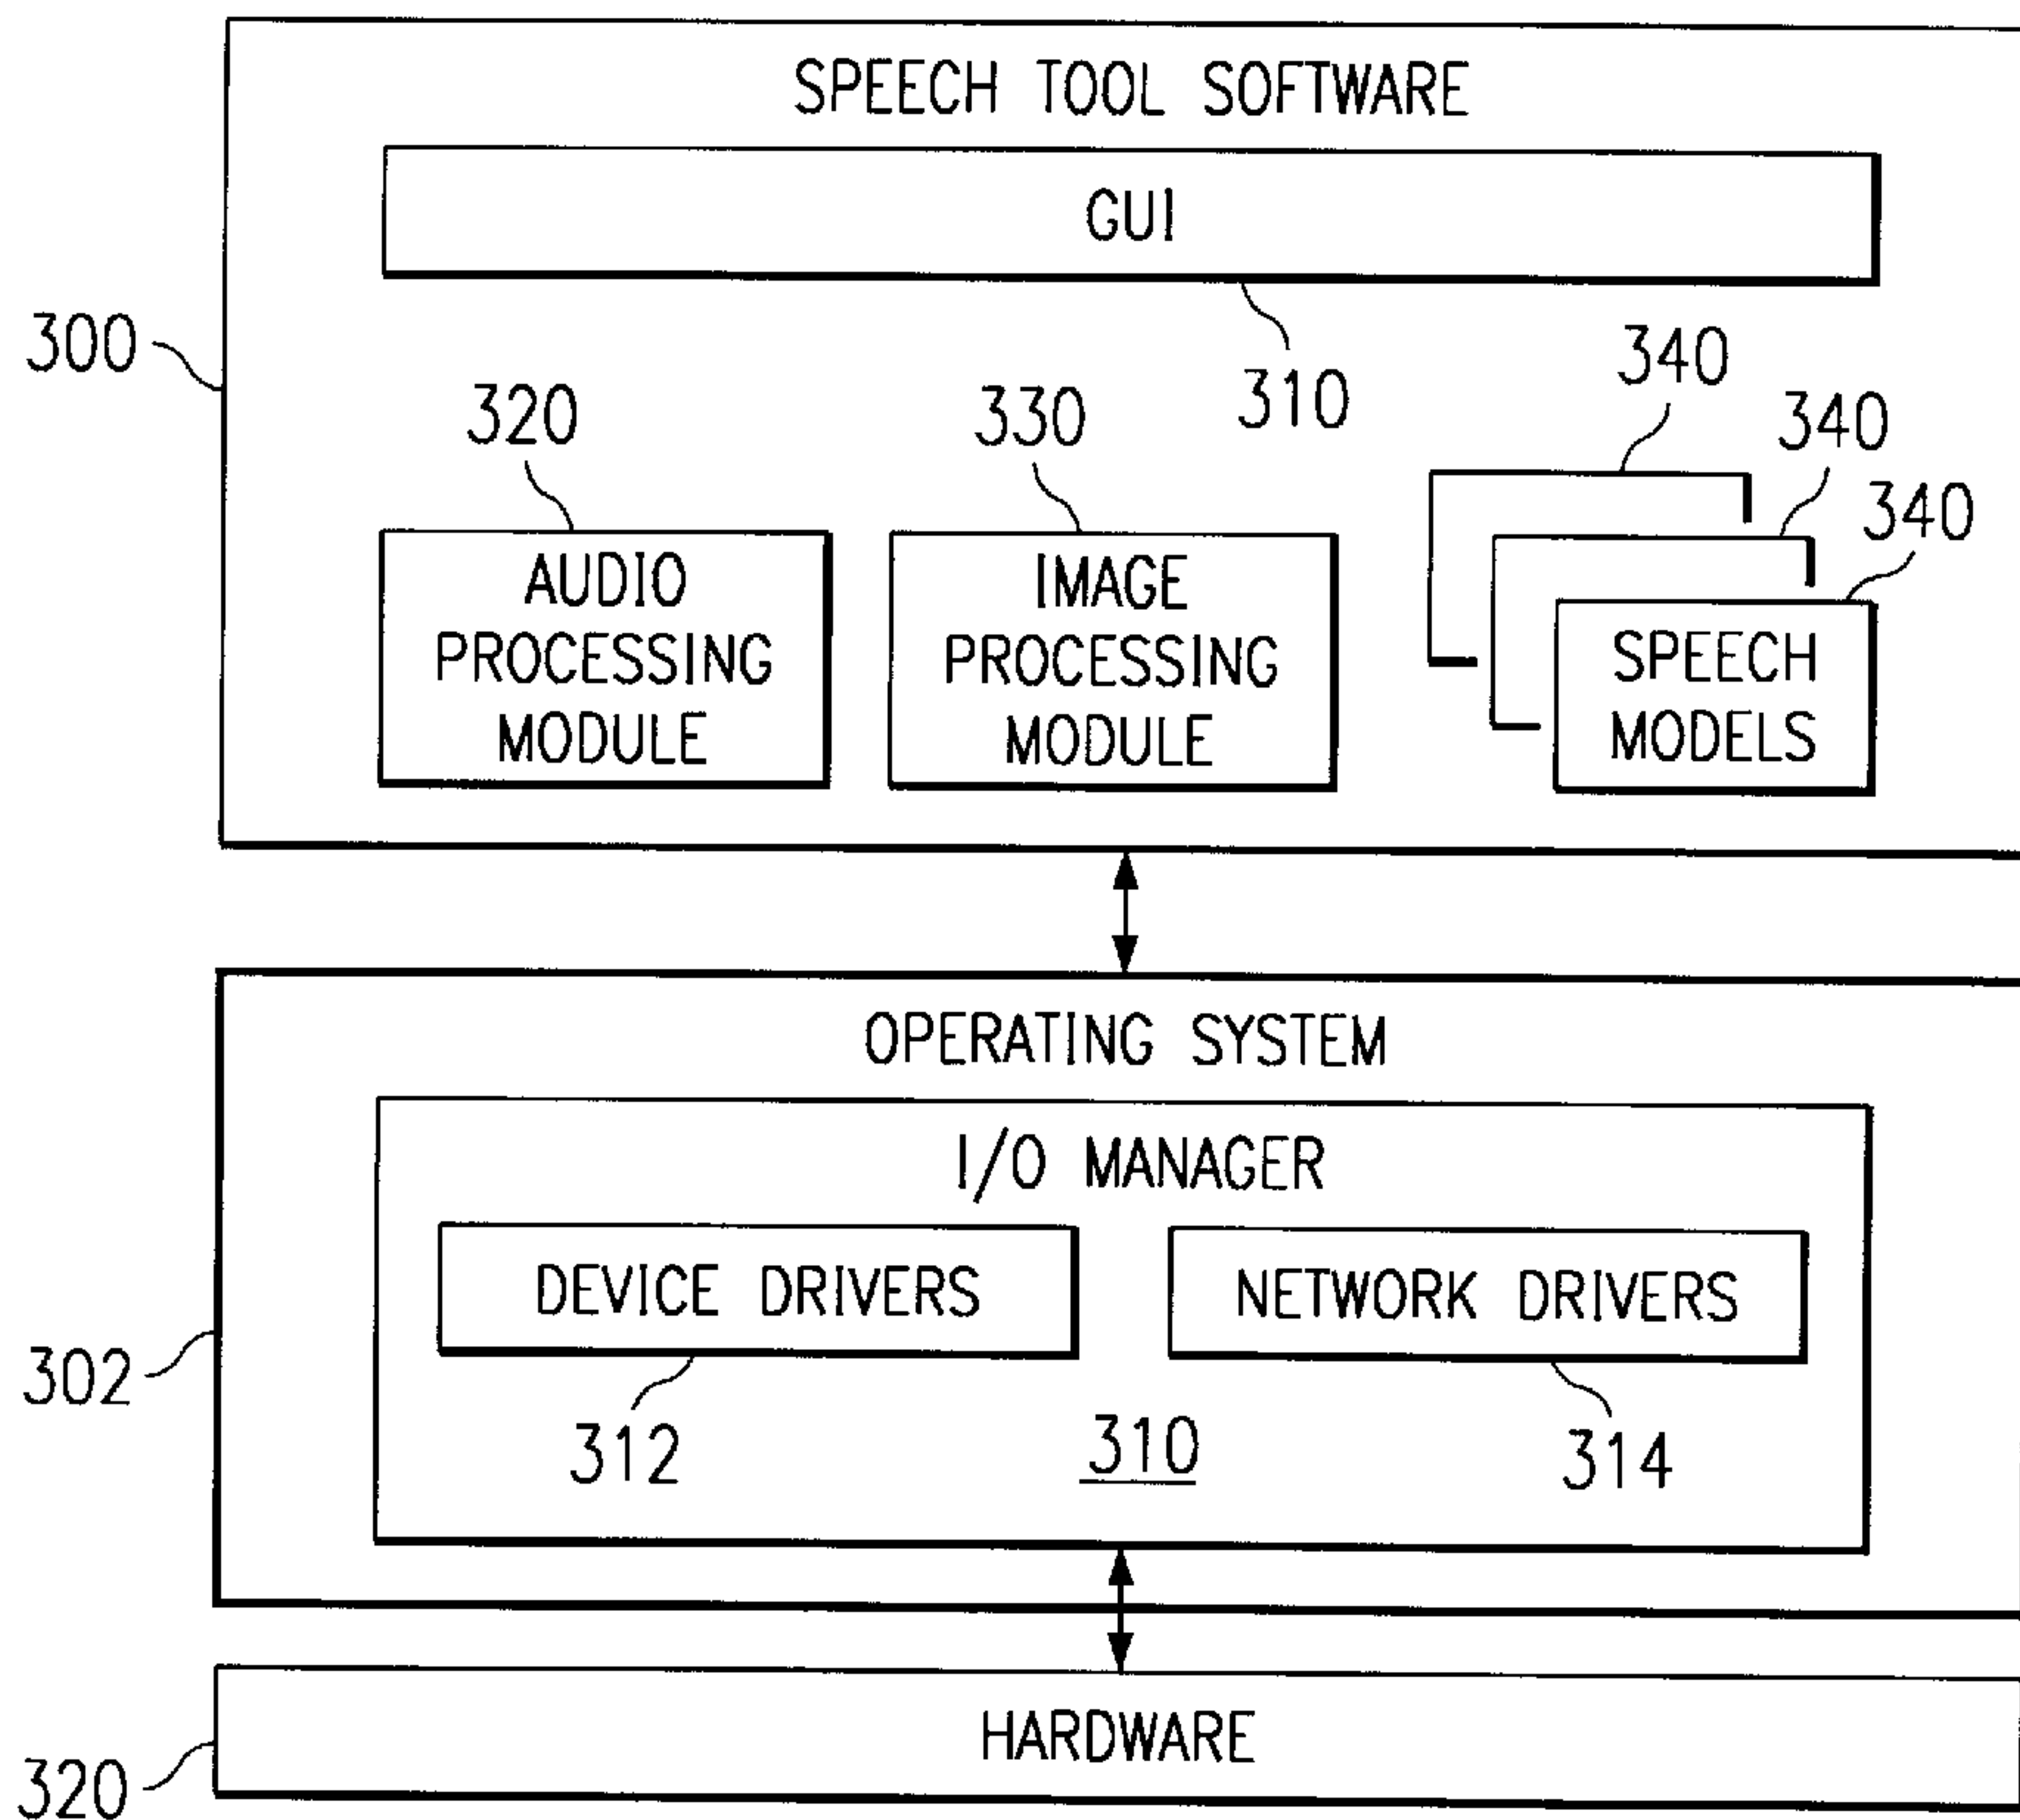 SPEECH TOOL SOFTWARE
GUI
300
310
340
340
340
320
330
AUDIO
PROCESSING
MODULE
IMAGE
PROCESSING
MODULE
SPEECH
MODELS
OPERATING SYSTEM
I/O MANAGER
DEVICE DRIVERS
NETWORK DRIVERS
302
312
310
314
HARDWARE
320